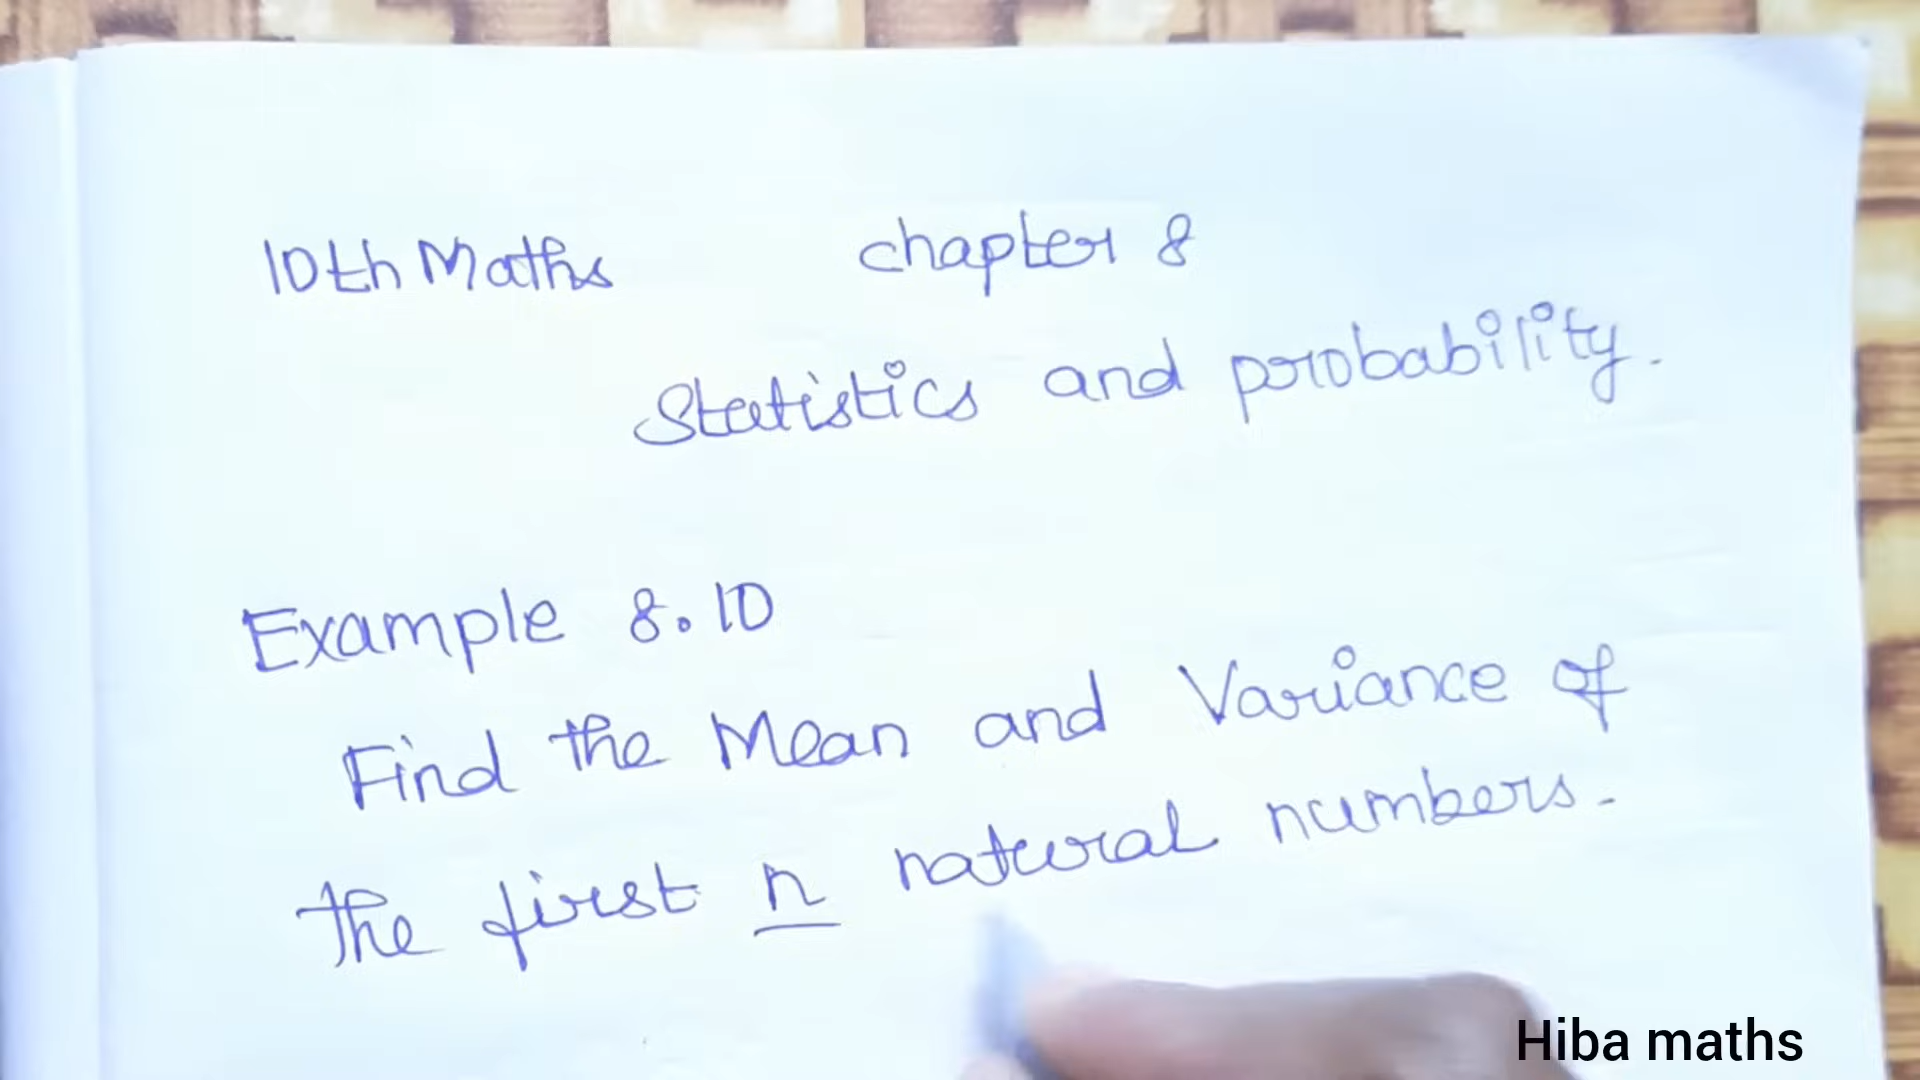 10th Maths chapter 8
Statistics and probability.
Example 8.10
Find the Mean and Variance of
the first n natural numbers.
Hiba maths